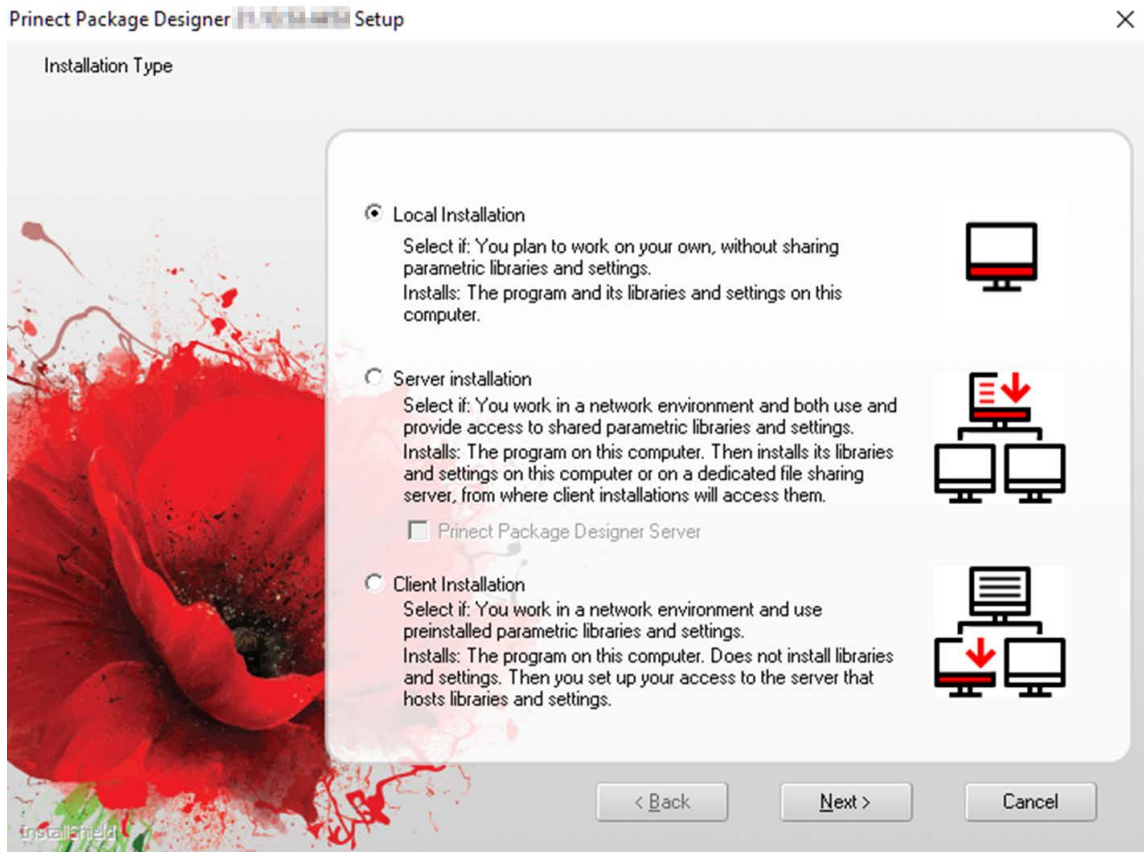 Prinect Package Designer Setup
Installation Type
Local Installation
Select if: You plan to work on your own, without sharing
parametric libraries and settings.
Installs: The program and its libraries and settings on this
computer.
Server installation
Select if: You work in a network environment and both use and
provide access to shared parametric libraries and settings.
Installs: The program on this computer. Then installs its libraries
and settings on this computer or on a dedicated file sharing
server, from where client installations will access them.
Prinect Package Designer Server
Client Installation
Select if: You work in a network environment and use
preinstalled parametric libraries and settings.
Installs: The program on this computer. Does not install libraries
and settings. Then you set up your access to the server that
hosts libraries and settings.
< Back
Next >
Cancel
InstallShield